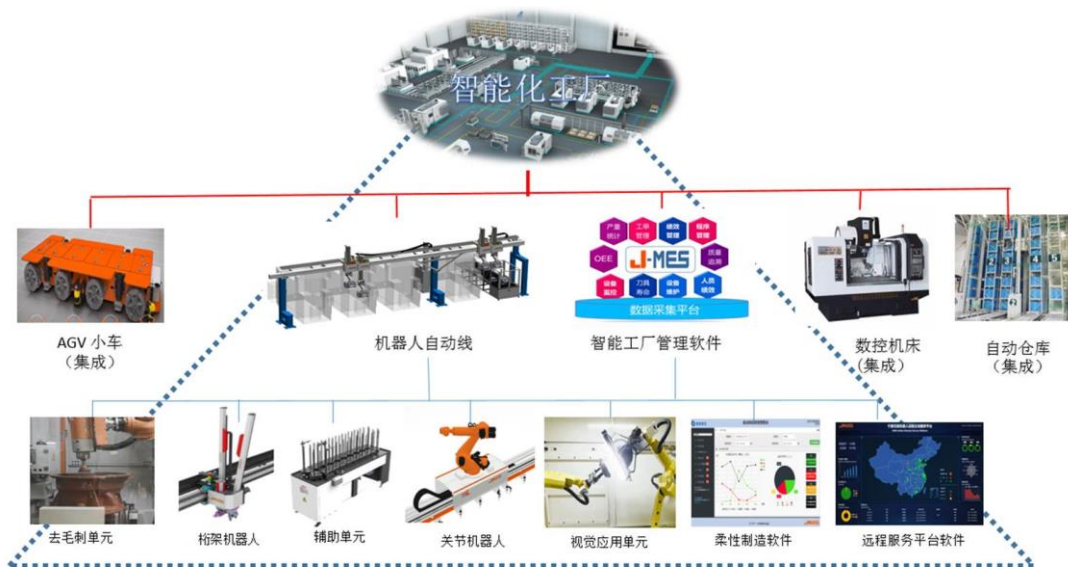 智能化工厂
产量
统计
工单
管理
绩效
管理
程序
管理
OEE
J-MES
质量
追溯
设备
监控
刀具
寿命
设备
维护
人员
绩效
数据采集平台
AGV 小车
（集成）
机器人自动线
智能工厂管理软件
数控机床
(集成）
自动仓库
（集成）
去毛刺单元
桁架机器人
辅助单元
关节机器人
视觉应用单元
柔性制造软件
远程服务平台软件